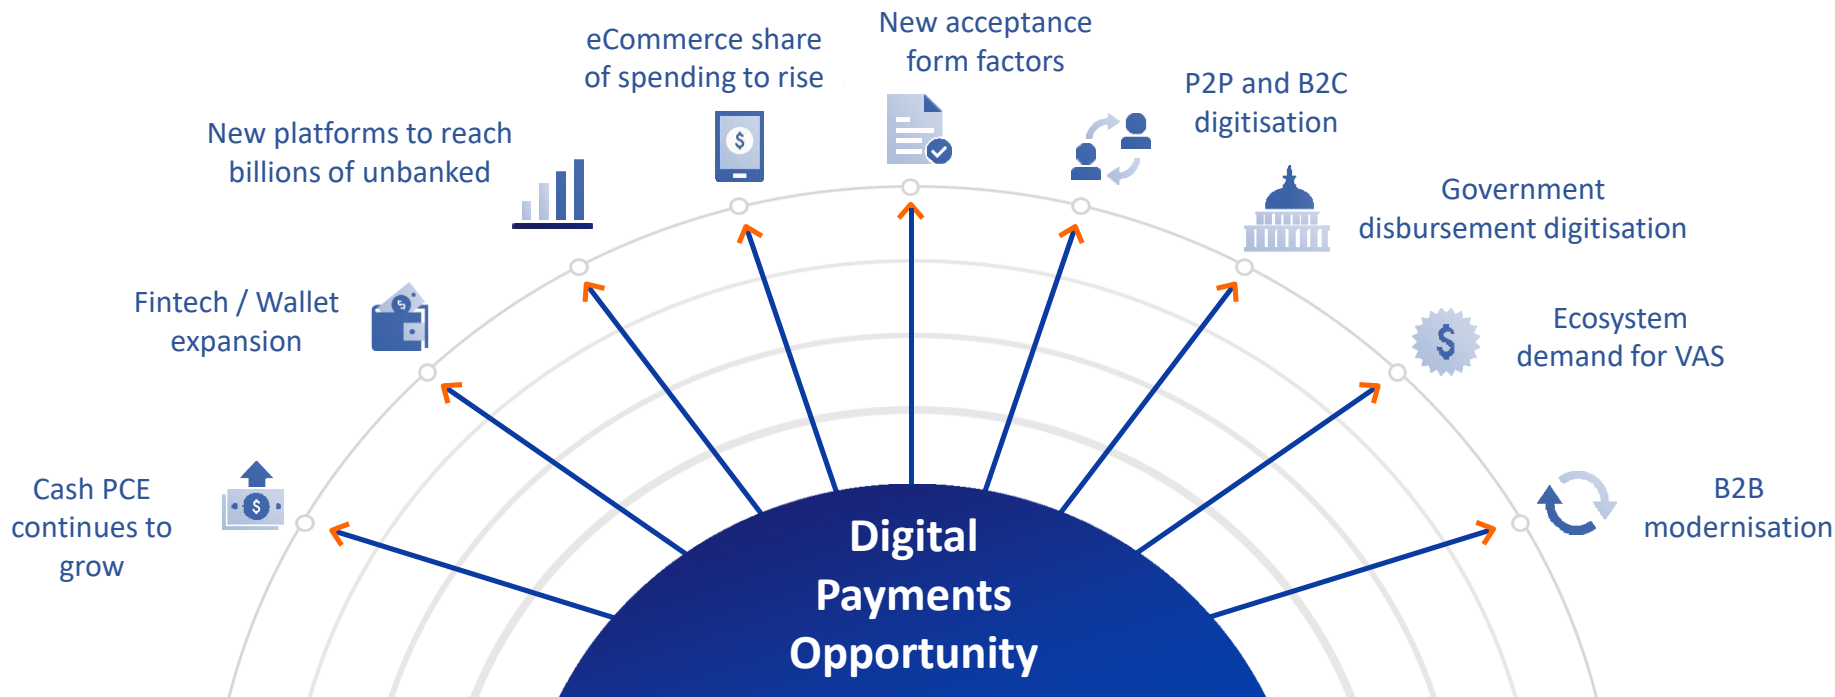 Cash PCE
continues to
grow
Fintech / Wallet
expansion
New platforms to reach
billions of unbanked
eCommerce share
of spending to rise
New acceptance
form factors
P2P and B2C
digitisation
Government
disbursement digitisation
Ecosystem
demand for VAS
B2B
modernisation
Digital
Payments
Opportunity
$
$
$
$